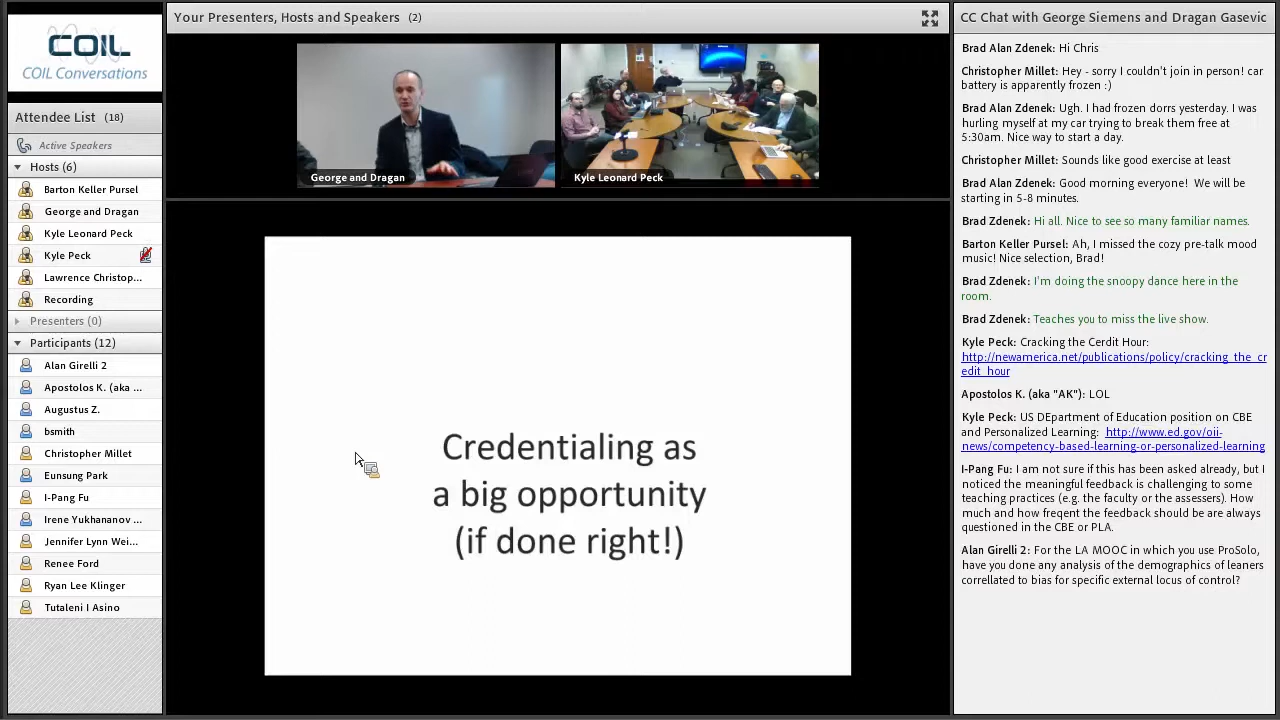 COIL
COIL Conversations
Attendee List (18)
Active Speakers
Hosts (6)
Barton Keller Pursel
George and Dragan
Kyle Leonard Peck
Kyle Peck
Lawrence Christop...
Recording
Presenters (0)
Participants (12)
Alan Girelli 2
Apostolos K. (aka ...
Augustus Z.
bsmith
Christopher Millet
Eunsung Park
I-Pang Fu
Irene Yukhananov ...
Jennifer Lynn Wei...
Renee Ford
Ryan Lee Klinger
Tutaleni I Asino
Your Presenters, Hosts and Speakers (2)
George and Dragan
Kyle Leonard Peck
Credentialing as
a big opportunity
(if done right!)
CC Chat with George Siemens and Dragan Gasevic
Brad Alan Zdenek: Hi Chris
Christopher Millet: Hey - sorry I couldn't join in person! car
battery is apparently frozen :)
Brad Alan Zdenek: Ugh. I had frozen dorrs yesterday. I was
hurling myself at my car trying to break them free at
5:30am. Nice way to start a day.
Christopher Millet: Sounds like good exercise at least
Brad Alan Zdenek: Good morning everyone! We will be
starting in 5-8 minutes.
Brad Zdenek: Hi all. Nice to see so many familiar names.
Barton Keller Pursel: Ah, I missed the cozy pre-talk mood
music! Nice selection, Brad!
Brad Zdenek: I'm doing the snoopy dance here in the
room.
Brad Zdenek: Teaches you to miss the live show.
Kyle Peck: Cracking the Cerdit Hour:
http://newamerica.net/publications/policy/cracking_the_cr
edit_hour
Apostolos K. (aka "AK"): LOL
Kyle Peck: US DEpartment of Education position on CBE
and Personalized Learning: http://www.ed.gov/oii-
news/competency-based-learning-or-personalized-learning
I-Pang Fu: I am not sure if this has been asked already, but I
noticed the meaningful feedback is challenging to some
teaching practices (e.g. the faculty or the assessers). How
much and how freqent the feedback should be are always
questioned in the CBE or PLA.
Alan Girelli 2: For the LA MOOC in which you use ProSolo,
have you done any analysis of the demographics of leaners
correllated to bias for specific external locus of control?